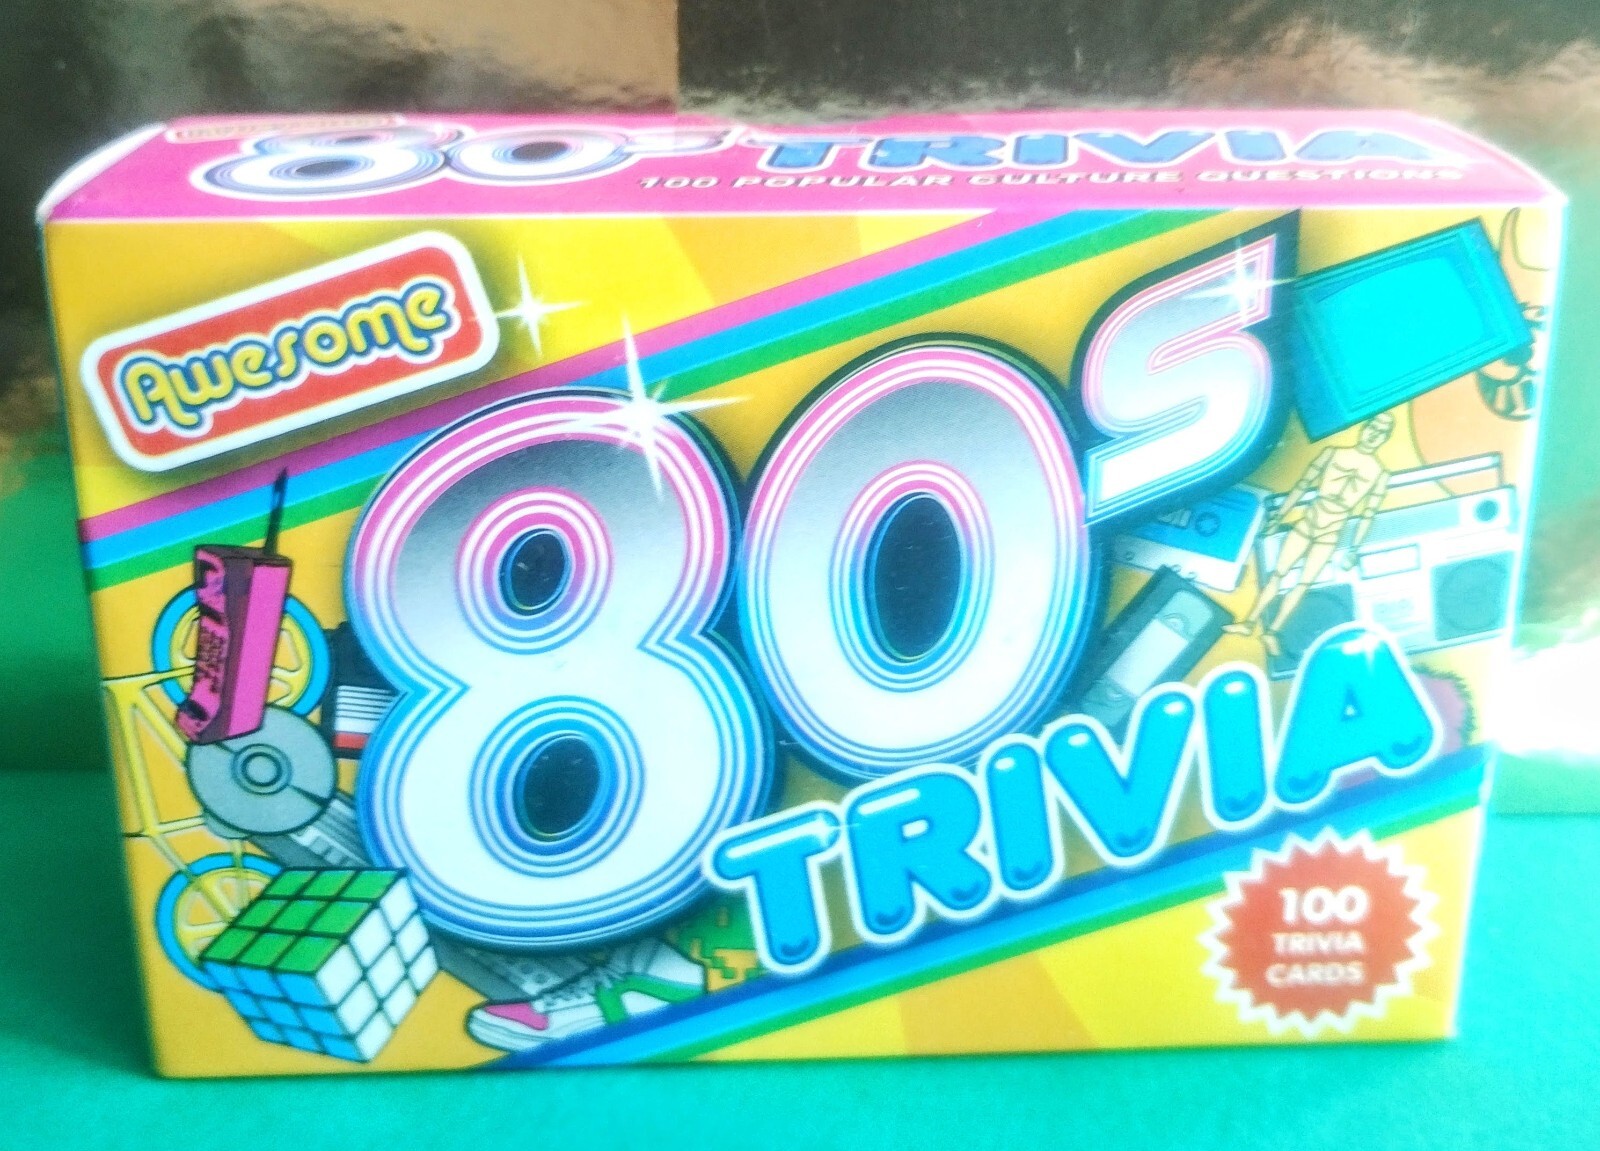 80s TRIVIA
100 POPULAR CULTURE QUESTIONS
Awesome
80s
TRIVIA
100
TRIVIA
CARDS